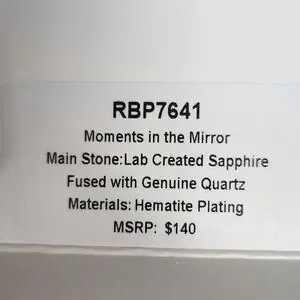 RBP7641
Moments in the Mirror
Main Stone:Lab Created Sapphire
Fused with Genuine Quartz
Materials: Hematite Plating
MSRP:  $140